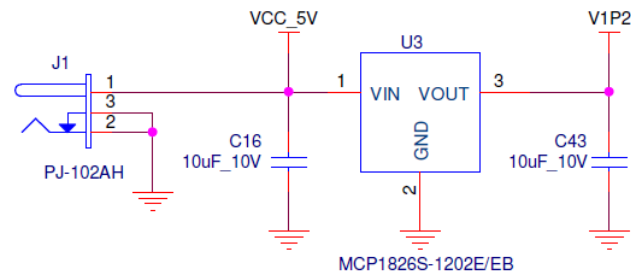 VCC_5V
V1P2
J1
U3
1
3
2
1
VIN
VOUT
3
GND
2
C16
10uF_10V
C43
10uF_10V
PJ-102AH
MCP1826S-1202E/EB